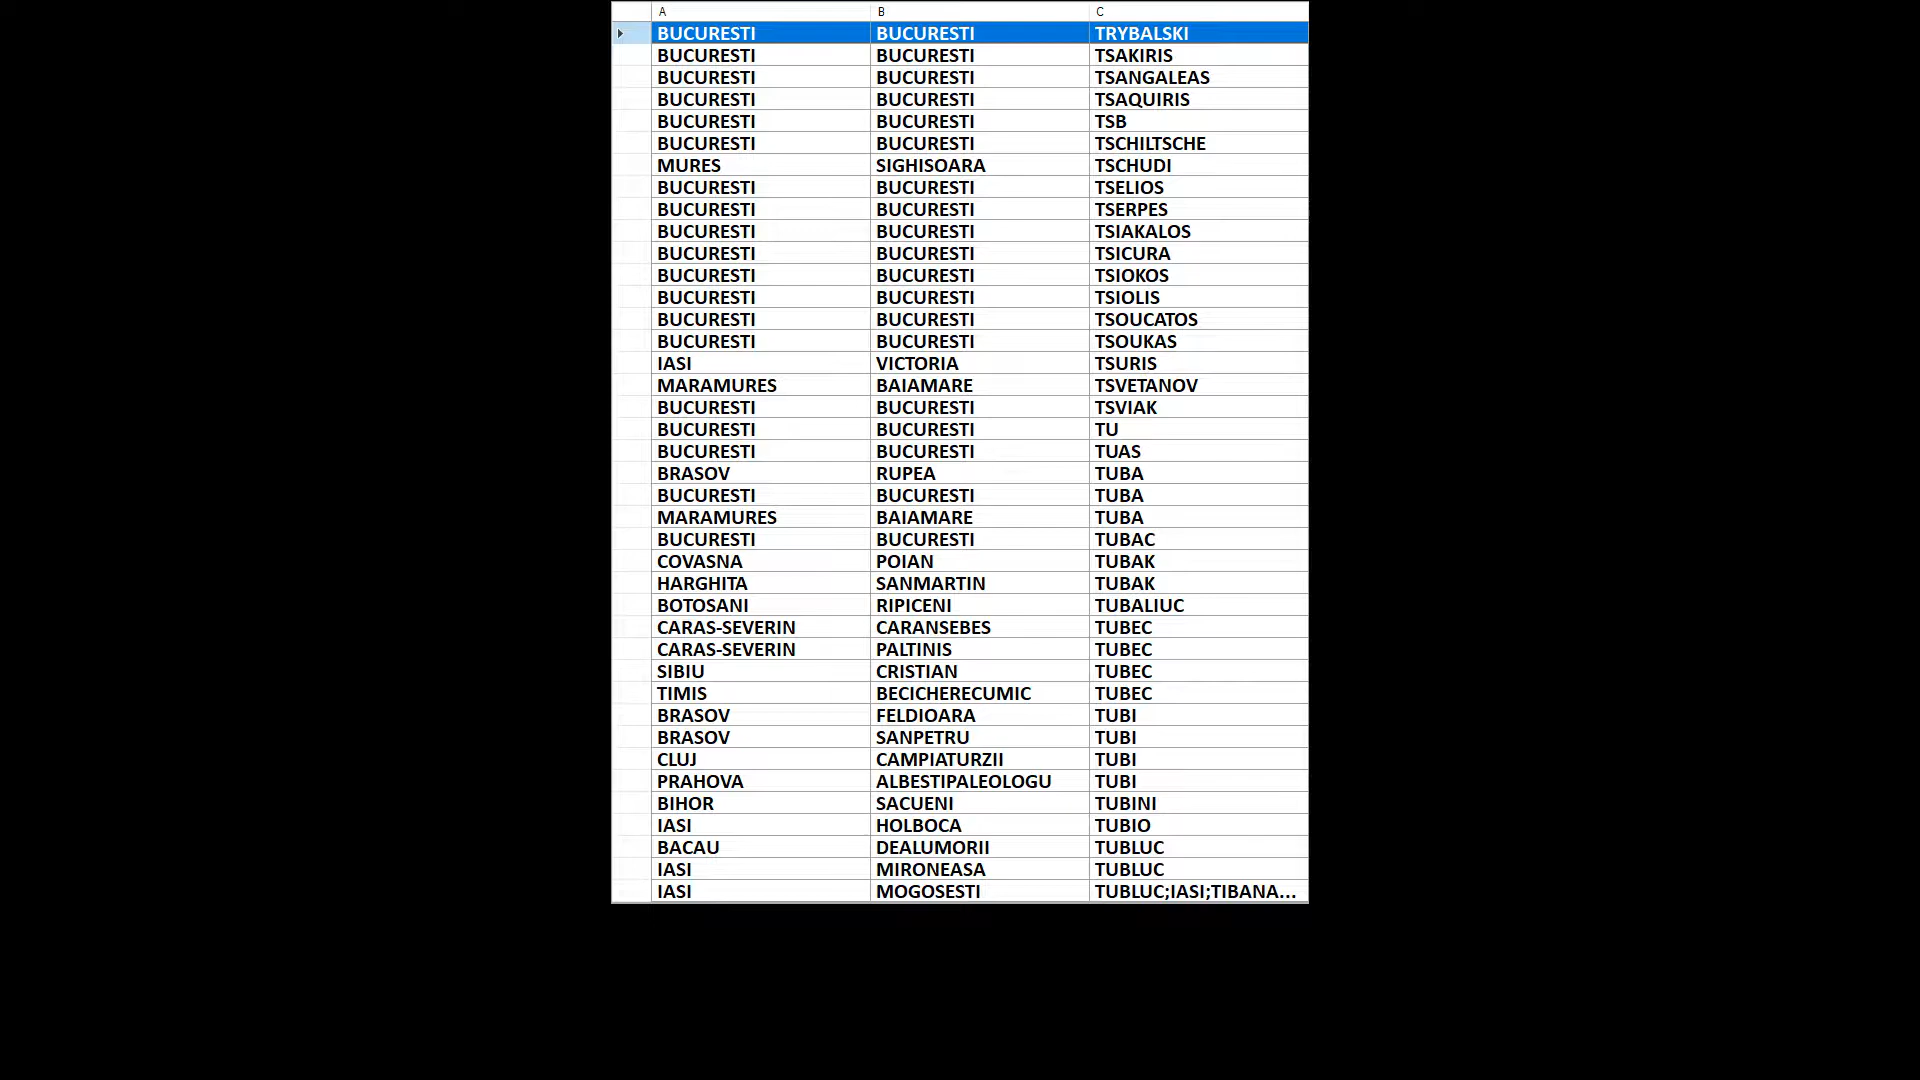 A B C
BUCURESTI BUCURESTI TRYBALSKI
BUCURESTI BUCURESTI TSAKIRIS
BUCURESTI BUCURESTI TSANGALEAS
BUCURESTI BUCURESTI TSAQUIRIS
BUCURESTI BUCURESTI TSB
BUCURESTI BUCURESTI TSCHILTSCHE
MURES SIGHISOARA TSCHUDI
BUCURESTI BUCURESTI TSELIOS
BUCURESTI BUCURESTI TSERPES
BUCURESTI BUCURESTI TSIAKALOS
BUCURESTI BUCURESTI TSICURA
BUCURESTI BUCURESTI TSIOKOS
BUCURESTI BUCURESTI TSIOLIS
BUCURESTI BUCURESTI TSOUCATOS
BUCURESTI BUCURESTI TSOUKAS
IASI VICTORIA TSURIS
MARAMURES BAIAMARE TSVETANOV
BUCURESTI BUCURESTI TSVIAK
BUCURESTI BUCURESTI TU
BUCURESTI BUCURESTI TUAS
BRASOV RUPEA TUBA
BUCURESTI BUCURESTI TUBA
MARAMURES BAIAMARE TUBA
BUCURESTI BUCURESTI TUBAC
COVASNA POIAN TUBAK
HARGHITA SANMARTIN TUBAK
BOTOSANI RIPICENI TUBALIUC
CARAS-SEVERIN CARANSEBES TUBEC
CARAS-SEVERIN PALTINIS TUBEC
SIBIU CRISTIAN TUBEC
TIMIS BECICHERECUMIC TUBEC
BRASOV FELDIOARA TUBI
BRASOV SANPETRU TUBI
CLUJ CAMPIATURZII TUBI
PRAHOVA ALBESTIPALEOLOGU TUBI
BIHOR SACUENI TUBINI
IASI HOLBOCA TUBIO
BACAU DEALUMORII TUBLUC
IASI MIRONEASA TUBLUC
IASI MOGOSESTI TUBLUC;IASI;TIBANA...